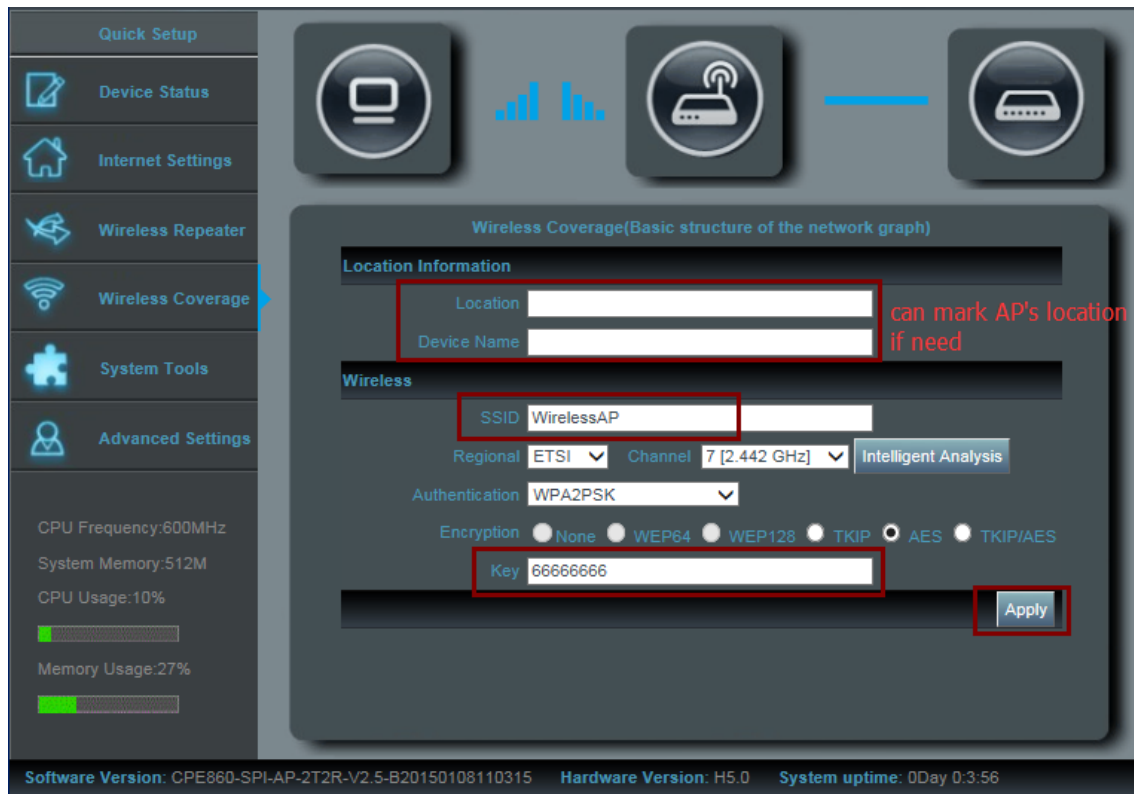 Quick Setup
Device Status
Internet Settings
Wireless Repeater
Wireless Coverage
System Tools
Advanced Settings
CPU Frequency:600MHz
System Memory:512M
CPU Usage:10%
Memory Usage:27%
Wireless Coverage(Basic structure of the network graph)
Location Information
Location
Device Name
can mark AP's location
if need
Wireless
SSID WirelessAP
Regional ETSI Channel 7 [2.442 GHz] Intelligent Analysis
Authentication WPA2PSK
Encryption None WEP64 WEP128 TKIP AES TKIP/AES
Key 66666666
Apply
Software Version: CPE860-SPI-AP-2T2R-V2.5-B20150108110315 Hardware Version: H5.0 System uptime: 0Day 0:3:56